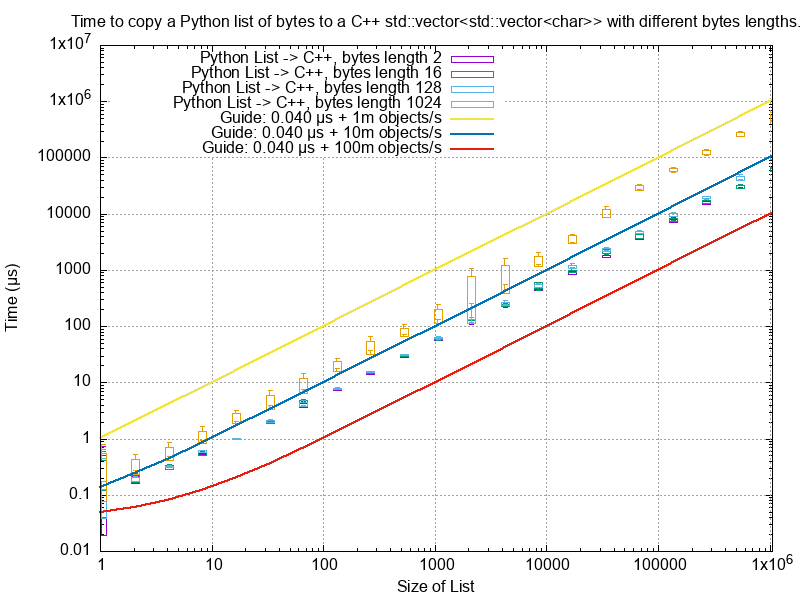 Time to copy a Python list of bytes to a C++ std::vector<std::vector<char>> with different bytes lengths.
1x10^7
Python List -> C++, bytes length 2
Python List -> C++, bytes length 16
Python List -> C++, bytes length 128
Python List -> C++, bytes length 1024
Guide: 0.040 µs + 1m objects/s
Guide: 0.040 µs + 10m objects/s
Guide: 0.040 µs + 100m objects/s
1x10^6
100000
10000
1000
100
10
1
0.1
0.01
Time (µs)
1 10 100 1000 10000 100000 1x10^6
Size of List